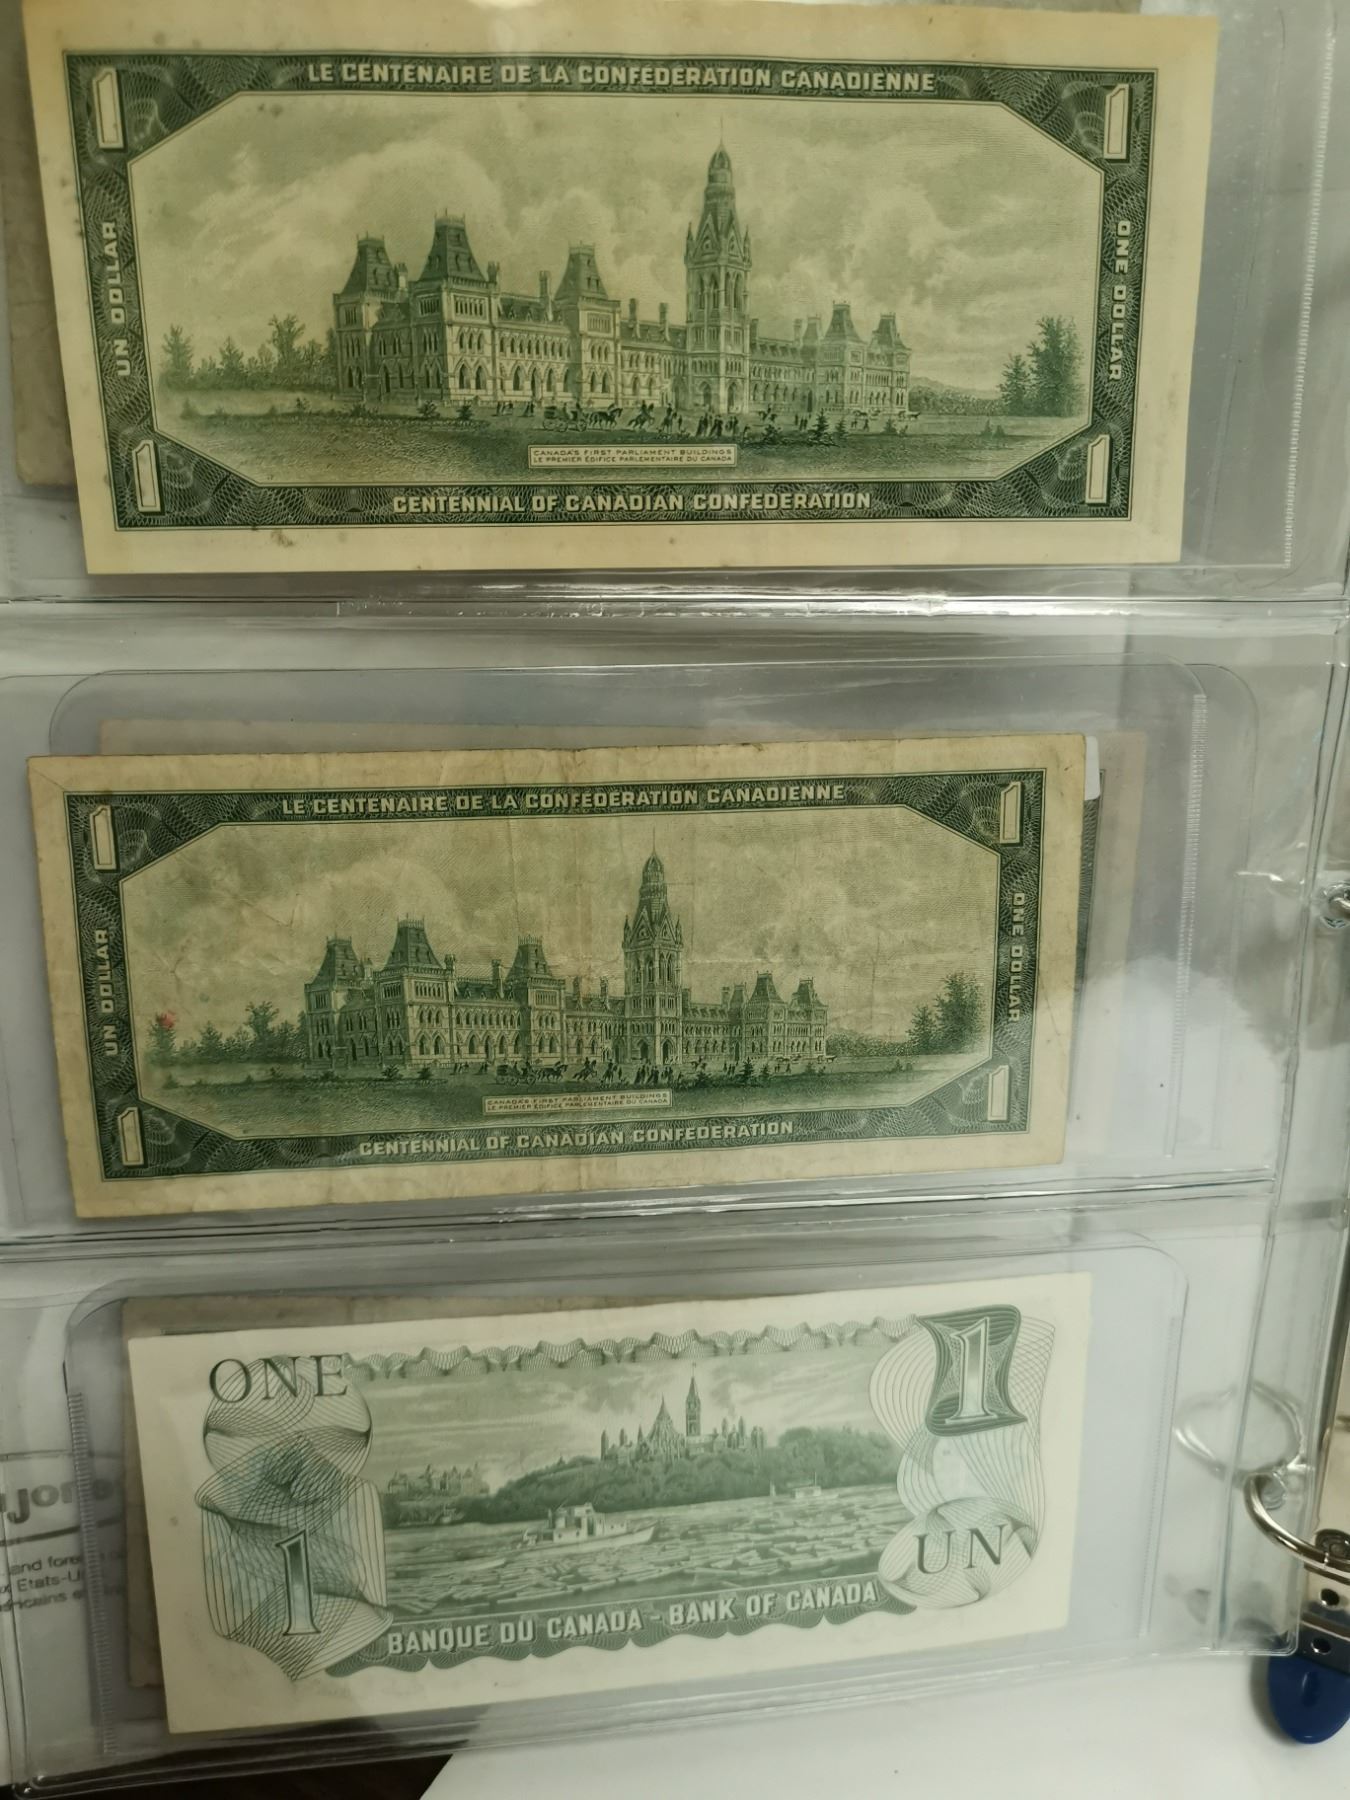 LE CENTENAIRE DE LA CONFÉDÉRATION CANADIENNE
1
1
UN DOLLAR
ONE DOLLAR
CANADA'S FIRST PARLIAMENT BUILDINGS
LE PREMIER ÉDIFICE PARLEMENTAIRE DU CANADA
1
1
CENTENNIAL OF CANADIAN CONFEDERATION
LE CENTENAIRE DE LA CONFÉDÉRATION CANADIENNE
1
1
UN DOLLAR
ONE DOLLAR
CANADA'S FIRST PARLIAMENT BUILDINGS
LE PREMIER ÉDIFICE PARLEMENTAIRE DU CANADA
1
1
CENTENNIAL OF CANADIAN CONFEDERATION
ONE
1
1
UN
BANQUE DU CANADA - BANK OF CANADA
and
Etats-U